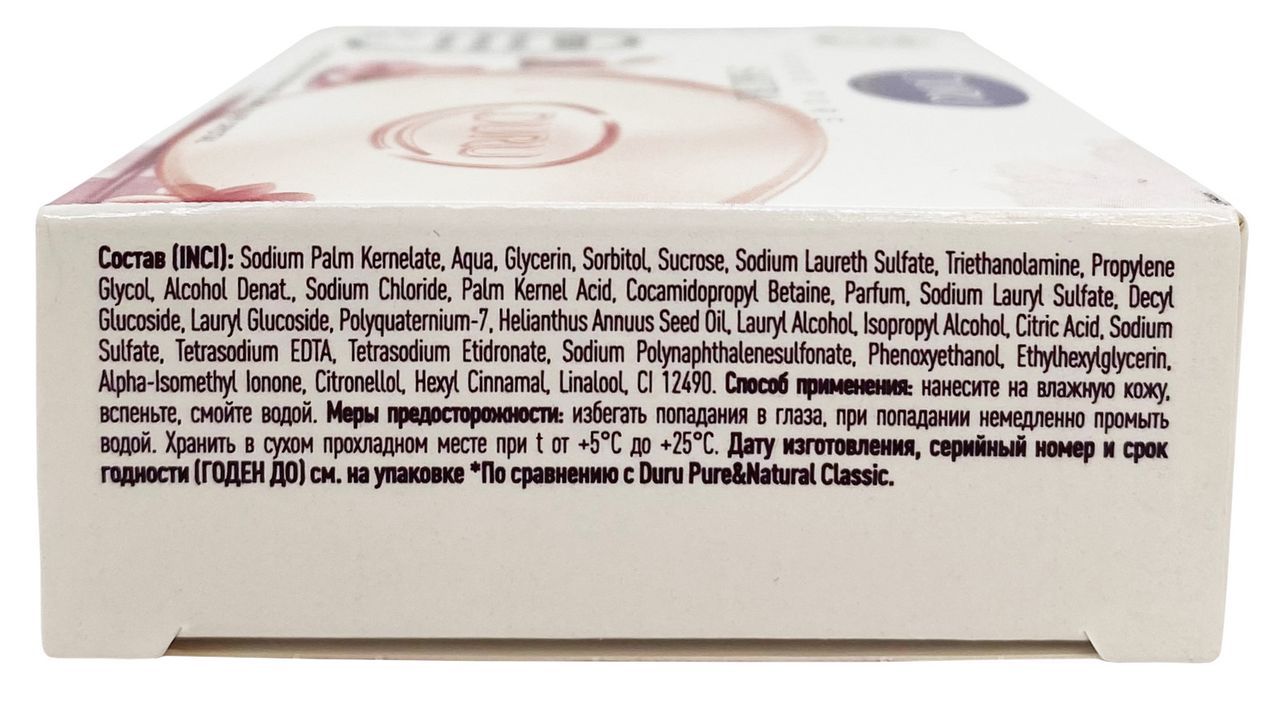 DURU
DURU
Состав (INCI): Sodium Palm Kernelate, Aqua, Glycerin, Sorbitol, Sucrose, Sodium Laureth Sulfate, Triethanolamine, Propylene
Glycol, Alcohol Denat., Sodium Chloride, Palm Kernel Acid, Cocamidopropyl Betaine, Parfum, Sodium Lauryl Sulfate, Decyl
Glucoside, Lauryl Glucoside, Polyquaternium-7, Helianthus Annuus Seed Oil, Lauryl Alcohol, Isopropyl Alcohol, Citric Acid, Sodium
Sulfate, Tetrasodium EDTA, Tetrasodium Etidronate, Sodium Polynaphthalenesulfonate, Phenoxyethanol, Ethylhexylglycerin,
Alpha-Isomethyl Ionone, Citronellol, Hexyl Cinnamal, Linalool, CI 12490. Способ применения: нанесите на влажную кожу,
вспеньте, смойте водой. Меры предосторожности: избегать попадания в глаза, при попадании немедленно промыть
водой. Хранить в сухом прохладном месте при t от +5°C до +25°C. Дату изготовления, серийный номер и срок
годности (ГОДЕН ДО) см. на упаковке *По сравнению с Duru Pure&Natural Classic.